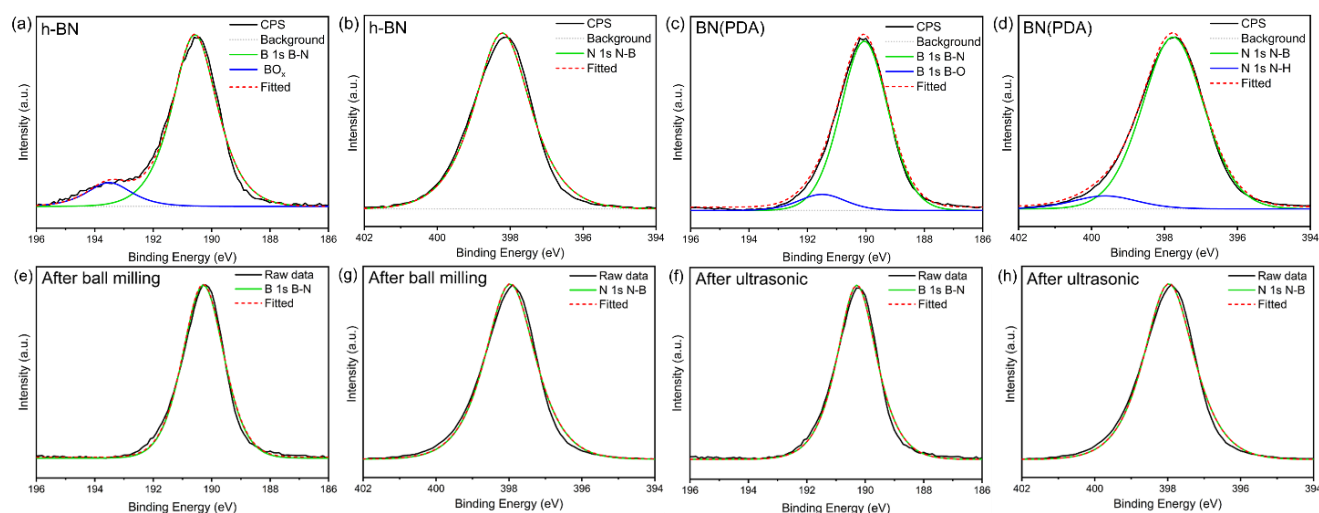 (a) h-BN
CPS
Background
B 1s B-N
BOx
Fitted
Intensity (a.u.)
196 194 192 190 188 186
Binding Energy (eV)
(b) h-BN
CPS
Background
N 1s N-B
Fitted
Intensity (a.u.)
402 400 398 396 394
Binding Energy (eV)
(c) BN(PDA)
CPS
Background
B 1s B-N
B 1s B-O
Fitted
Intensity (a.u.)
196 194 192 190 188 186
Binding Energy (eV)
(d) BN(PDA)
CPS
Background
N 1s N-B
N 1s N-H
Fitted
Intensity (a.u.)
402 400 398 396 394
Binding Energy (eV)
(e) After ball milling
Raw data
B 1s B-N
Fitted
Intensity (a.u.)
196 194 192 190 188 186
Binding Energy (eV)
(g) After ball milling
Raw data
N 1s N-B
Fitted
Intensity (a.u.)
402 400 398 396 394
Binding Energy (eV)
(f) After ultrasonic
Raw data
B 1s B-N
Fitted
Intensity (a.u.)
196 194 192 190 188 186
Binding Energy (eV)
(h) After ultrasonic
Raw data
N 1s N-B
Fitted
Intensity (a.u.)
402 400 398 396 394
Binding Energy (eV)